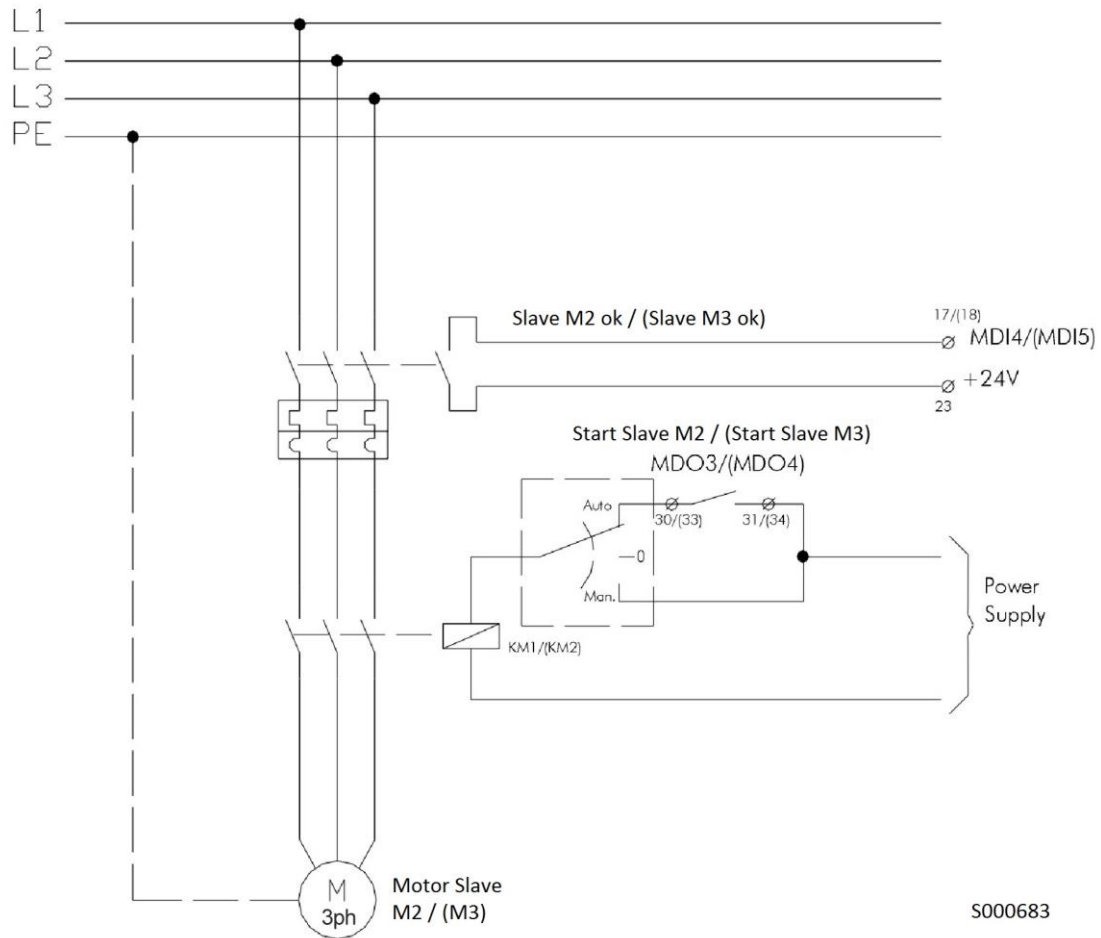 L1
L2
L3
PE
Slave M2 ok / (Slave M3 ok)
17/(18)
MDI4/(MDI5)
+24V
23
Start Slave M2 / (Start Slave M3)
MDO3/(MDO4)
Auto
30/(33)
31/(34)
0
Man.
Power
Supply
KM1/(KM2)
M
3ph
Motor Slave
M2 / (M3)
S000683